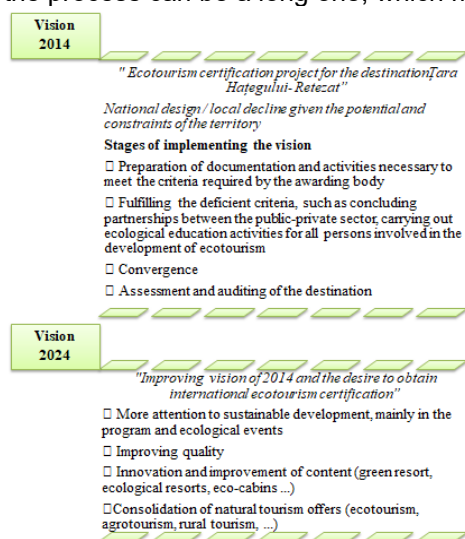 the process can be a long one, which
Vision
2014
" Ecotourism certification project for the destinationŢara
Haţegului- Retezat"
National design / local decline given the potential and
constraints of the territory
Stages of implementing the vision
□ Preparation of documentation and activities necessary to
meet the criteria required by the awarding body
□ Fulfilling the deficient criteria, such as concluding
partnerships between the public-private sector, carrying out
ecological education activities for all persons involved in the
development of ecotourism
□ Convergence
□ Assessment and auditing of the destination
Vision
2024
"Improving vision of 2014 and the desire to obtain
international ecotourism certification"
□ More attention to sustainable development, mainly in the
program and ecological events
□ Improving quality
□ Innovation and improvement of content (green resort,
ecological resorts, eco-cabins ...)
□Consolidation of natural tourism offers (ecotourism,
agrotourism, rural tourism, ...)